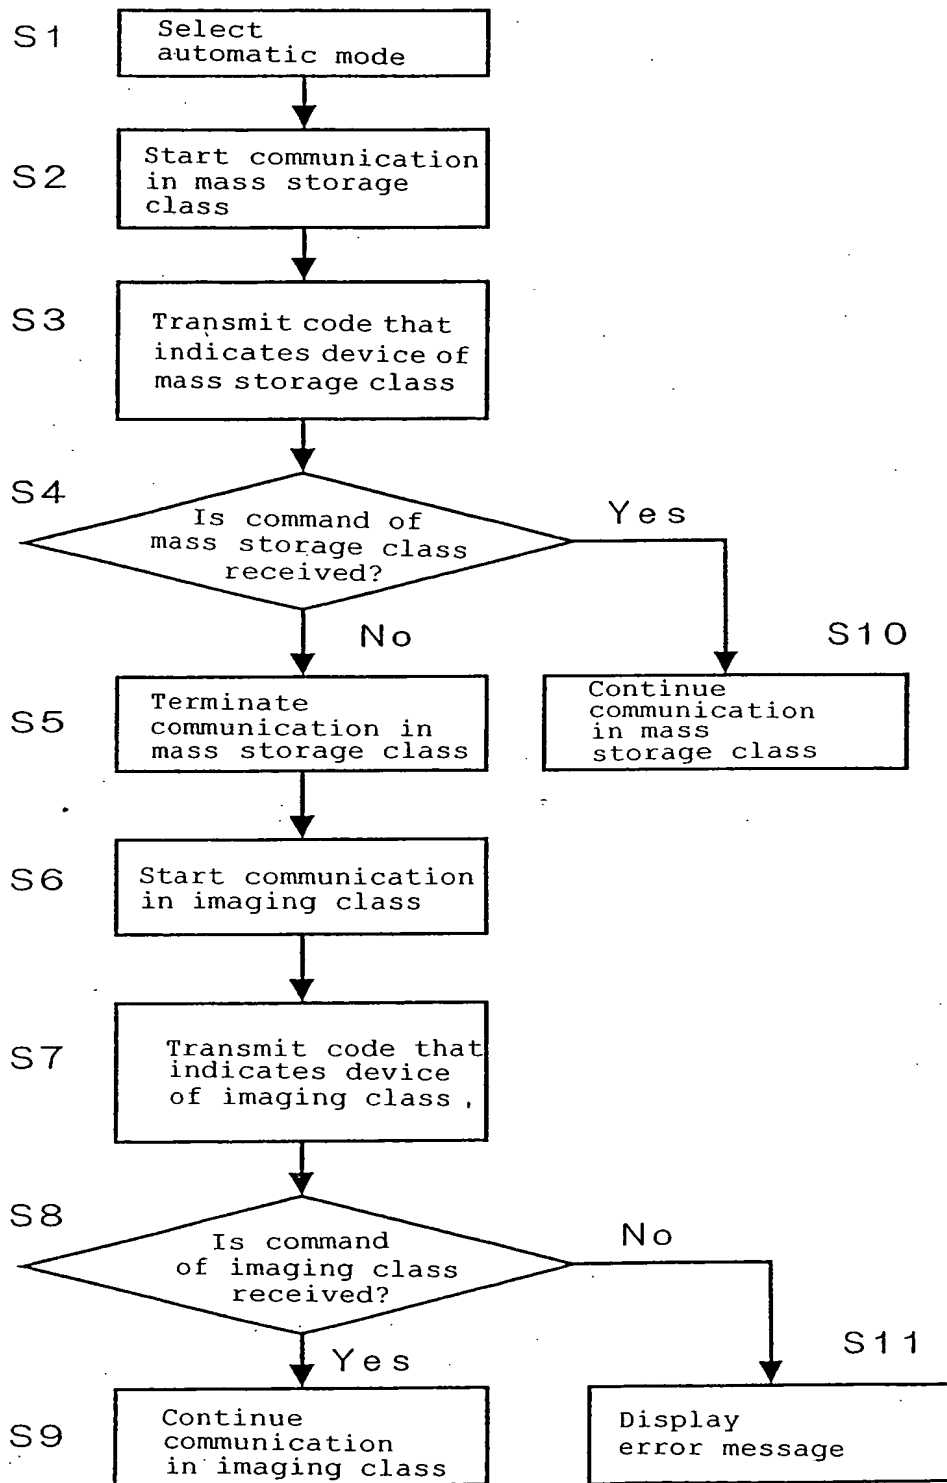 S1
Select
automatic mode
S2
Start communication
in mass storage
class
S3
Transmit code that
indicates device of
mass storage class
S4
Is command of
mass storage class
received?
Yes
No
S10
S5
Terminate
communication in
mass storage class
Continue
communication
in mass
storage class
S6
Start communication
in imaging class
S7
Transmit code that
indicates device
of imaging class
S8
Is command
of imaging class
received?
No
Yes
S11
S9
Continue
communication
in imaging class
Display
error message